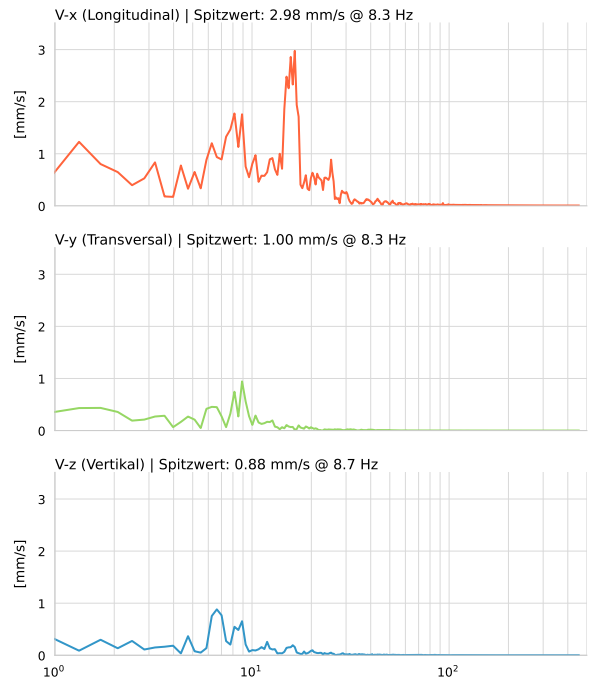 V-x (Longitudinal) | Spitzwert: 2.98 mm/s @ 8.3 Hz
3
2
1
0
[mm/s]
V-y (Transversal) | Spitzwert: 1.00 mm/s @ 8.3 Hz
3
2
1
0
[mm/s]
V-z (Vertikal) | Spitzwert: 0.88 mm/s @ 8.7 Hz
3
2
1
0
[mm/s]
10⁰ 10¹ 10²